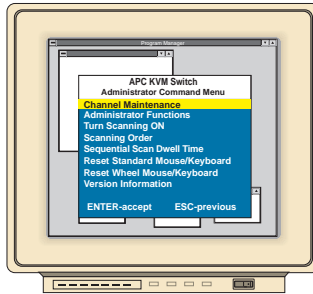 Program Manager
APC KVM Switch
Administrator Command Menu
Channel Maintenance
Administrator Functions
Turn Scanning ON
Scanning Order
Sequential Scan Dwell Time
Reset Standard Mouse/Keyboard
Reset Wheel Mouse/Keyboard
Version Information
ENTER-accept ESC-previous